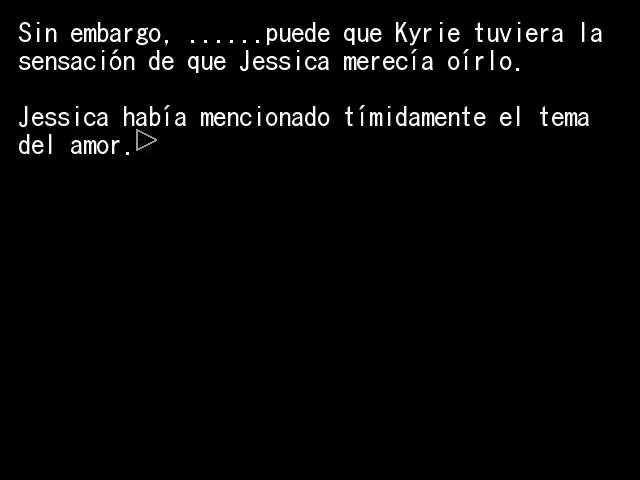 Sin embargo, ......puede que Kyrie tuviera la
sensación de que Jessica merecía oírlo.
Jessica había mencionado tímidamente el tema
del amor.